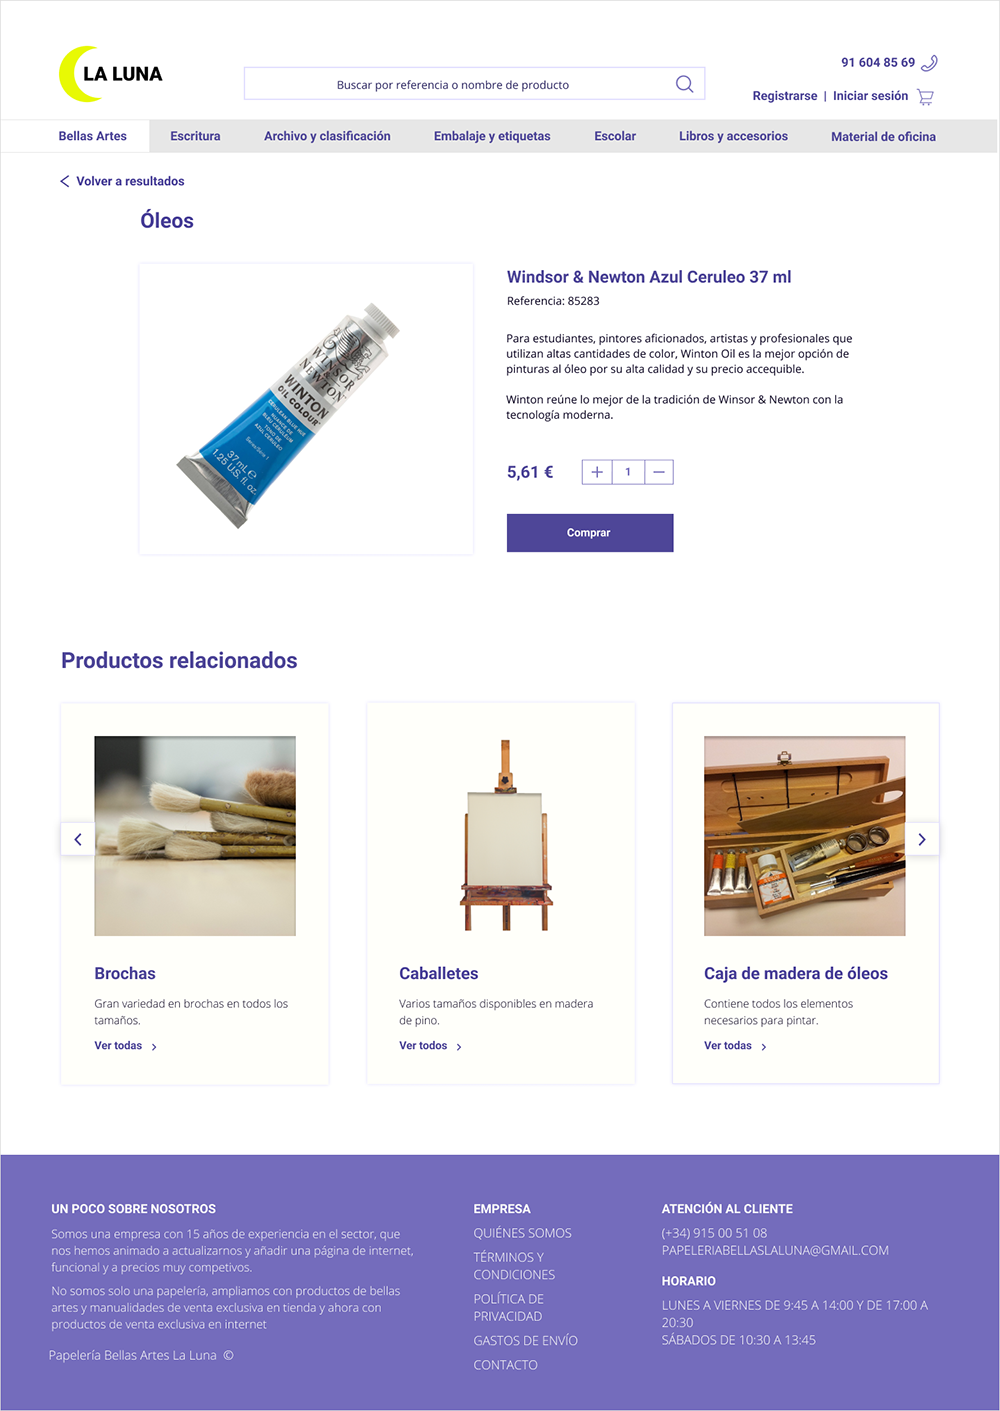 LA LUNA
Buscar por referencia o nombre de producto
91 604 85 69
Registrarse | Iniciar sesión
Bellas Artes
Escritura
Archivo y clasificación
Embalaje y etiquetas
Escolar
Libros y accesorios
Material de oficina
Volver a resultados
Óleos
WINSOR
&
NEWTON
WINTON
OIL COLOUR
CERULEAN BLUE HUE
NUANCE DE
BLEU CÉRULÉUM
TONO DE
AZUL CERÚLEO
37 mL e
1.25 U.S. fl. oz.
Windsor & Newton Azul Ceruleo 37 ml
Referencia: 85283
Para estudiantes, pintores aficionados, artistas y profesionales que
utilizan altas cantidades de color, Winton Oil es la mejor opción de
pinturas al óleo por su alta calidad y su precio accequible.
Winton reúne lo mejor de la tradición de Winsor & Newton con la
tecnología moderna.
5,61 €
1
Comprar
Productos relacionados
Brochas
Gran variedad en brochas en todos los
tamaños.
Ver todas
Caballetes
Varios tamaños disponibles en madera
de pino.
Ver todos
Caja de madera de óleos
Contiene todos los elementos
necesarios para pintar.
Ver todas
UN POCO SOBRE NOSOTROS
Somos una empresa con 15 años de experiencia en el sector, que
nos hemos animado a actualizarnos y añadir una página de internet,
funcional y a precios muy competivos.
No somos solo una papelería, ampliamos con productos de bellas
artes y manualidades de venta exclusiva en tienda y ahora con
productos de venta exclusiva en internet
Papelería Bellas Artes La Luna ©
EMPRESA
QUIÉNES SOMOS
TÉRMINOS Y
CONDICIONES
POLÍTICA DE
PRIVACIDAD
GASTOS DE ENVÍO
CONTACTO
ATENCIÓN AL CLIENTE
(+34) 915 00 51 08
PAPELERIABELLASLALUNA@GMAIL.COM
HORARIO
LUNES A VIERNES DE 9:45 A 14:00 Y DE 17:00 A
20:30
SÁBADOS DE 10:30 A 13:45